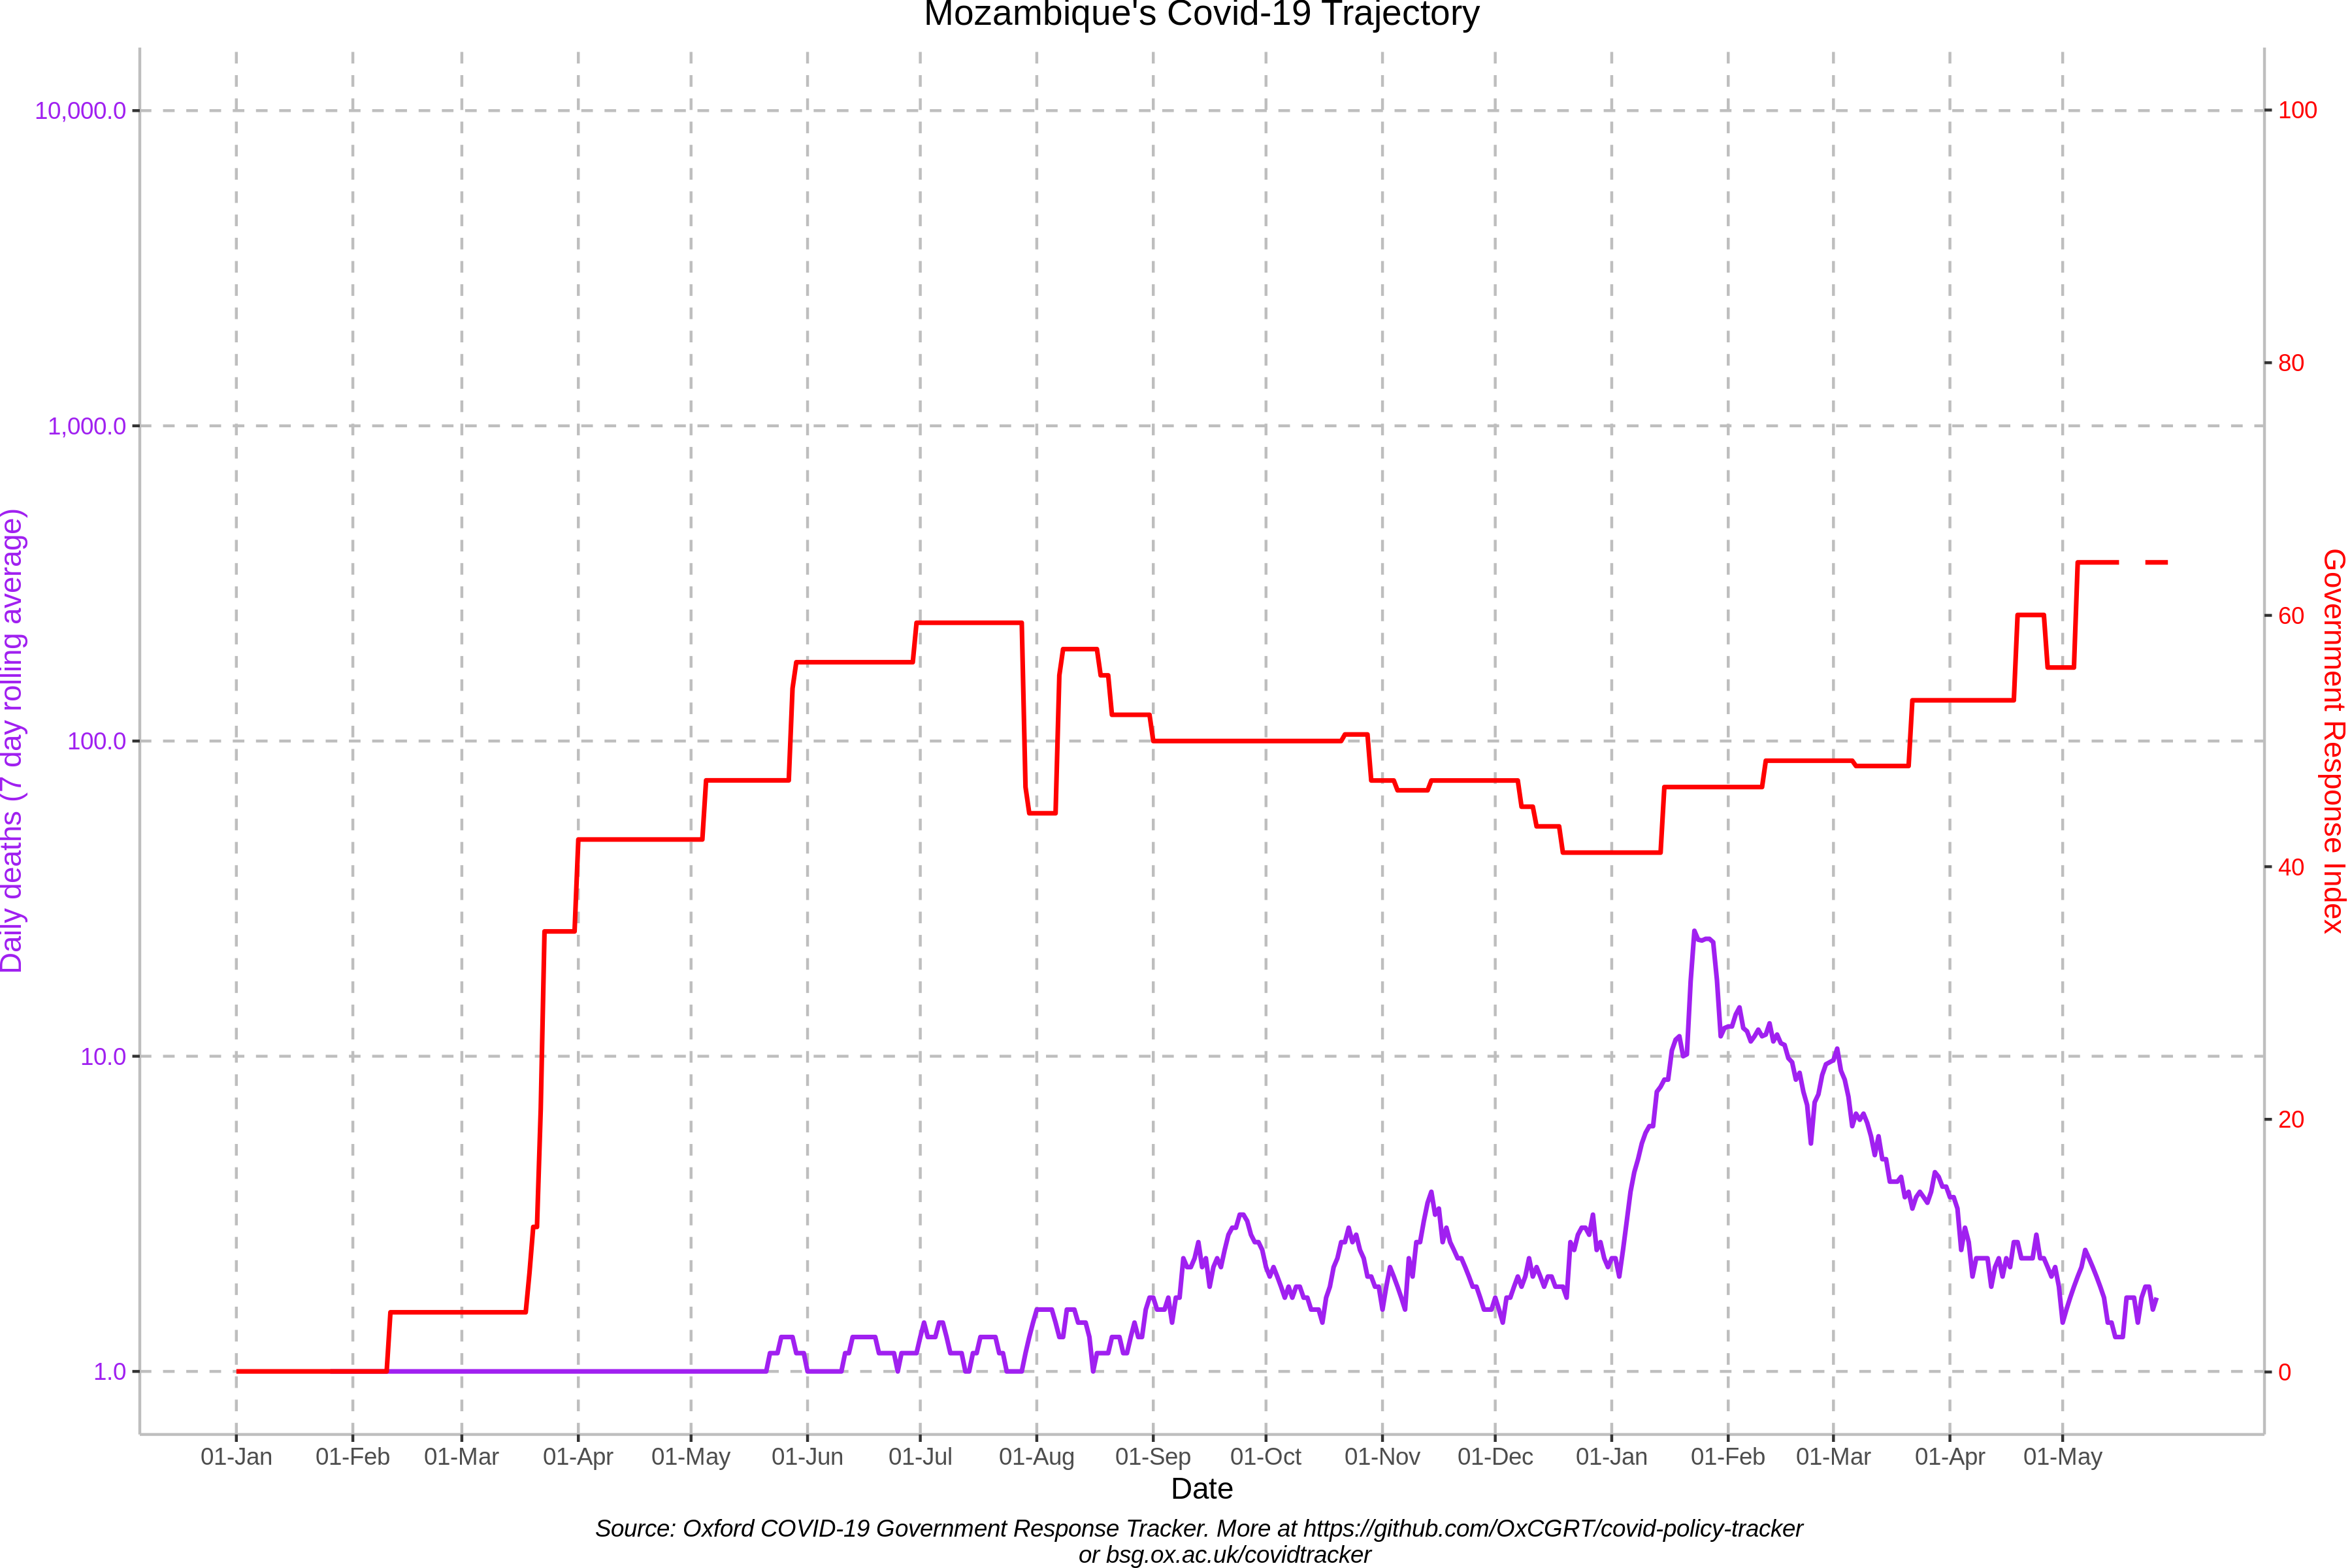 Mozambique's Covid-19 Trajectory
10,000.0
1,000.0
100.0
10.0
1.0
Daily deaths (7 day rolling average)
100
80
60
40
20
0
Government Response Index
01-Jan 01-Feb 01-Mar 01-Apr 01-May 01-Jun 01-Jul 01-Aug 01-Sep 01-Oct 01-Nov 01-Dec 01-Jan 01-Feb 01-Mar 01-Apr 01-May
Date
Source: Oxford COVID-19 Government Response Tracker. More at https://github.com/OxCGRT/covid-policy-tracker
or bsg.ox.ac.uk/covidtracker